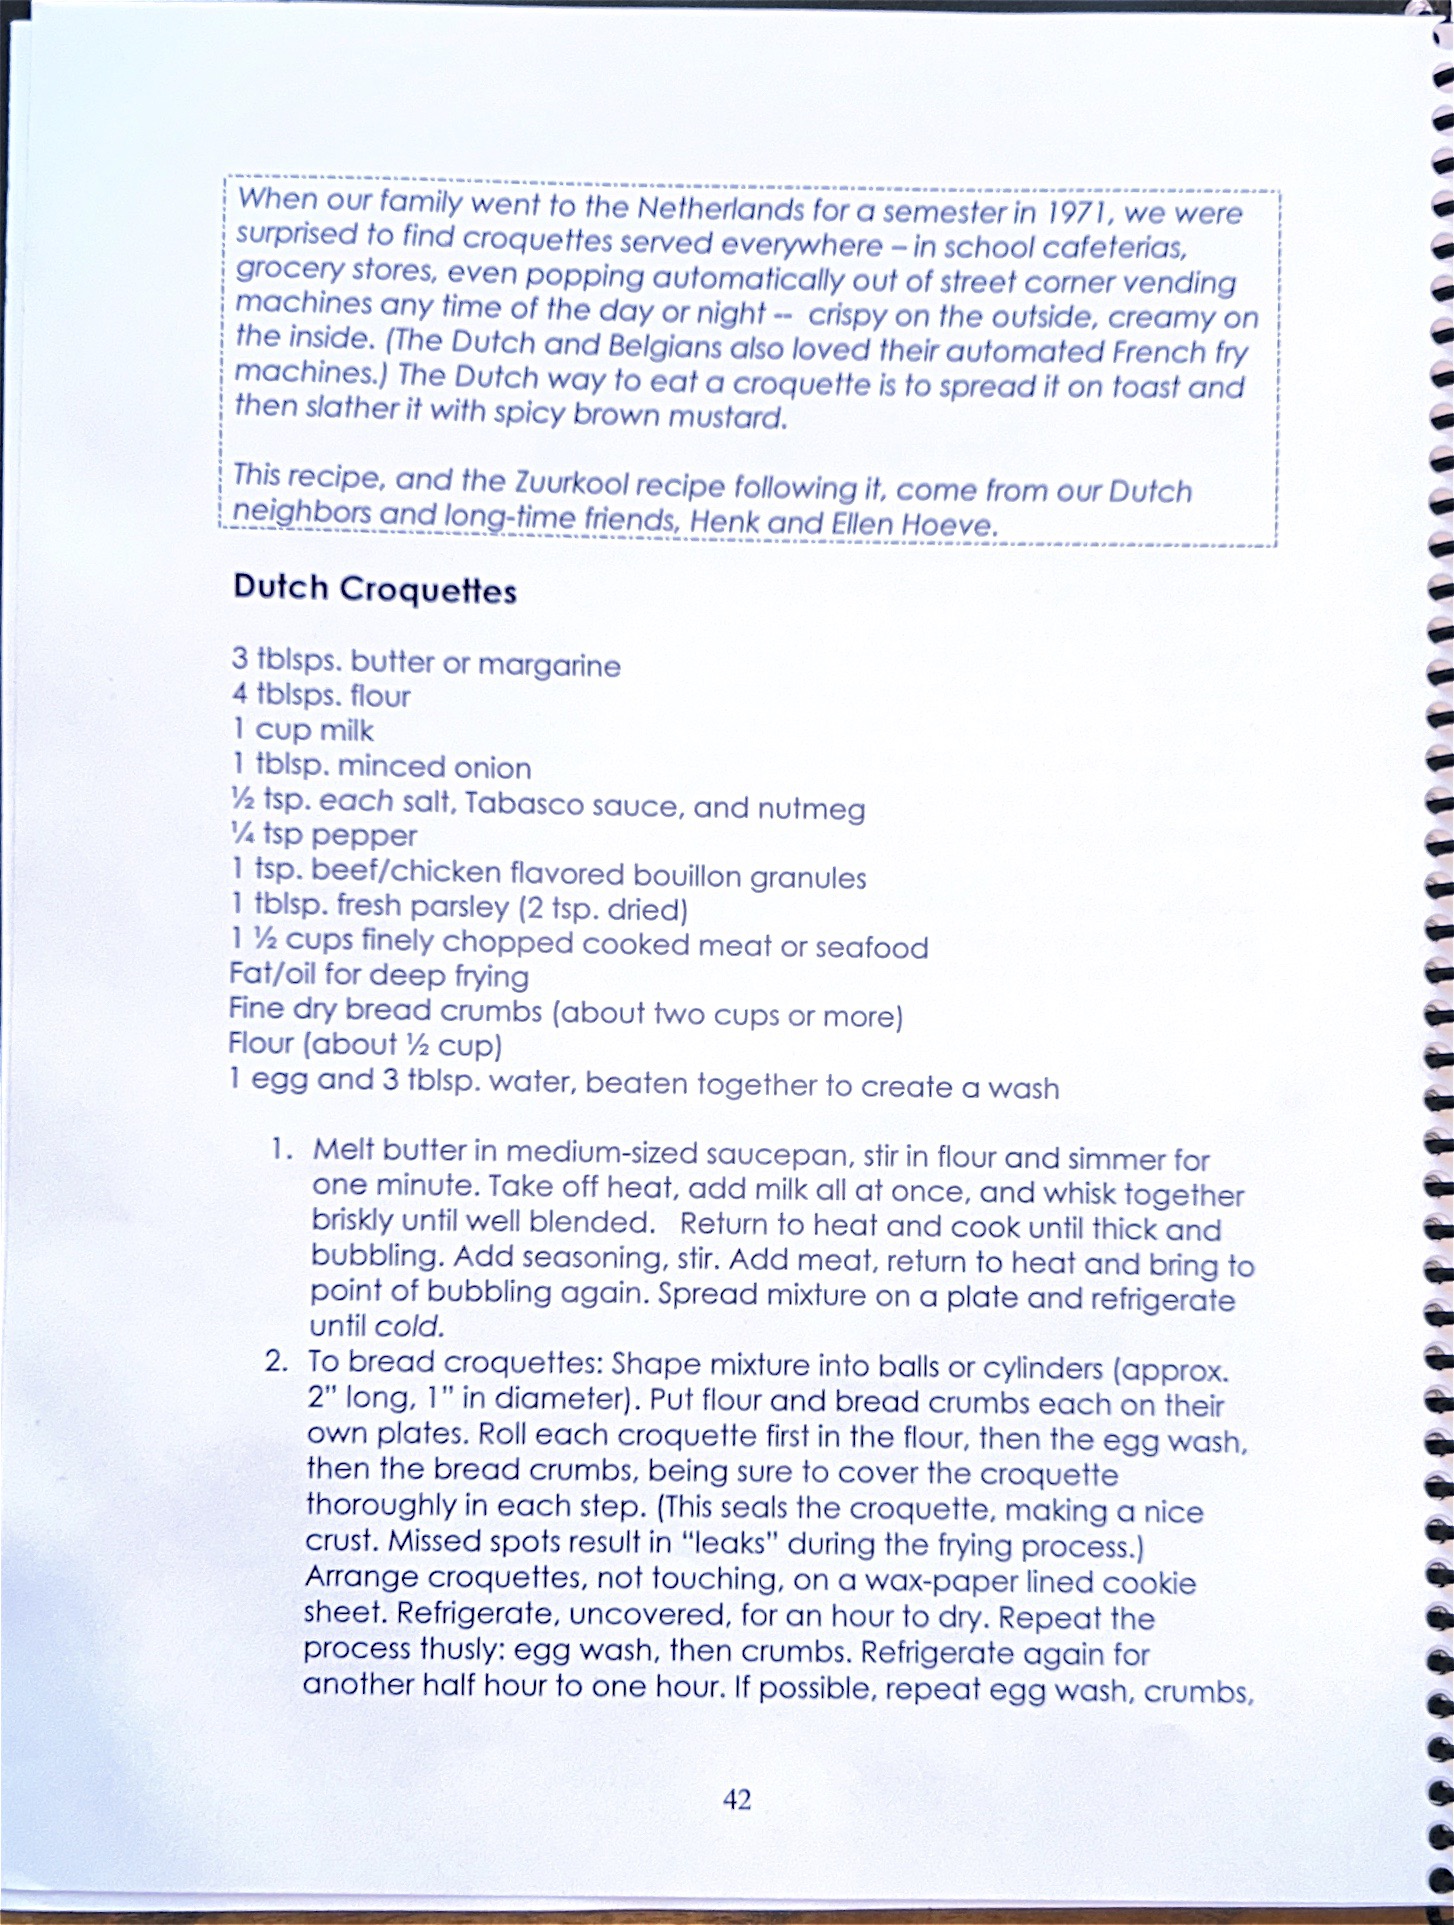 When our family went to the Netherlands for a semester in 1971, we were
surprised to find croquettes served everywhere – in school cafeterias,
grocery stores, even popping automatically out of street corner vending
machines any time of the day or night -- crispy on the outside, creamy on
the inside. (The Dutch and Belgians also loved their automated French fry
machines.) The Dutch way to eat a croquette is to spread it on toast and
then slather it with spicy brown mustard.
This recipe, and the Zuurkool recipe following it, come from our Dutch
neighbors and long-time friends, Henk and Ellen Hoeve.
Dutch Croquettes
3 tblsps. butter or margarine
4 tblsps. flour
1 cup milk
1 tblsp. minced onion
½ tsp. each salt, Tabasco sauce, and nutmeg
¼ tsp pepper
1 tsp. beef/chicken flavored bouillon granules
1 tblsp. fresh parsley (2 tsp. dried)
1 ½ cups finely chopped cooked meat or seafood
Fat/oil for deep frying
Fine dry bread crumbs (about two cups or more)
Flour (about ½ cup)
1 egg and 3 tblsp. water, beaten together to create a wash
1. Melt butter in medium-sized saucepan, stir in flour and simmer for
one minute. Take off heat, add milk all at once, and whisk together
briskly until well blended. Return to heat and cook until thick and
bubbling. Add seasoning, stir. Add meat, return to heat and bring to
point of bubbling again. Spread mixture on a plate and refrigerate
until cold.
2. To bread croquettes: Shape mixture into balls or cylinders (approx.
2" long, 1" in diameter). Put flour and bread crumbs each on their
own plates. Roll each croquette first in the flour, then the egg wash,
then the bread crumbs, being sure to cover the croquette
thoroughly in each step. (This seals the croquette, making a nice
crust. Missed spots result in "leaks" during the frying process.)
Arrange croquettes, not touching, on a wax-paper lined cookie
sheet. Refrigerate, uncovered, for an hour to dry. Repeat the
process thusly: egg wash, then crumbs. Refrigerate again for
another half hour to one hour. If possible, repeat egg wash, crumbs,
42